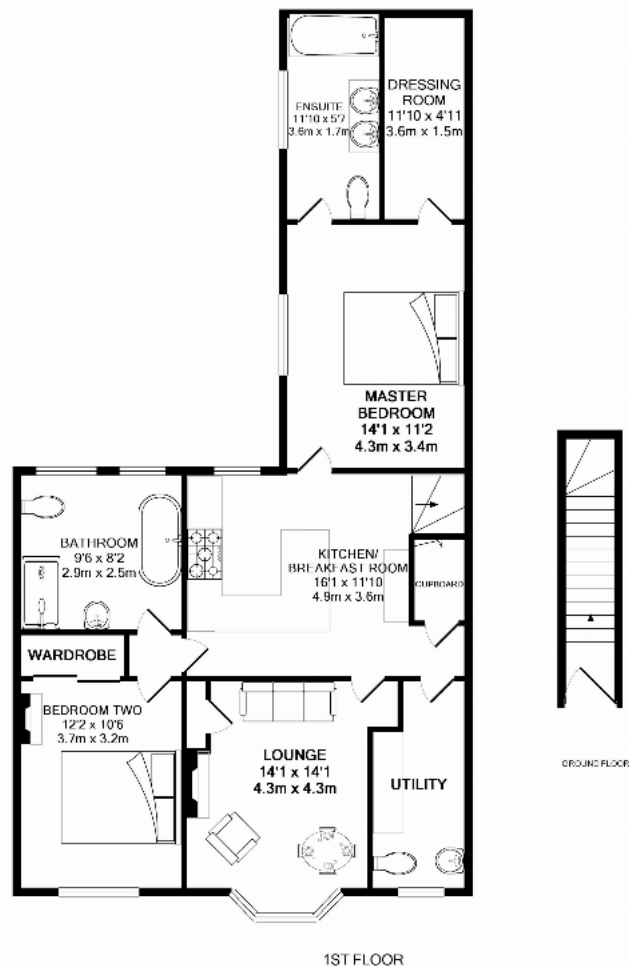 ENSUITE
11'10 x 5'7
3.6m x 1.7m
DRESSING
ROOM
11'10 x 4'11
3.6m x 1.5m
MASTER
BEDROOM
14'1 x 11'2
4.3m x 3.4m
BATHROOM
9'6 x 8'2
2.9m x 2.5m
KITCHEN/
BREAKFAST ROOM
16'1 x 11'10
4.9m x 3.6m
CUPBOARD
WARDROBE
BEDROOM TWO
12'2 x 10'6
3.7m x 3.2m
LOUNGE
14'1 x 14'1
4.3m x 4.3m
UTILITY
GROUND FLOOR
1ST FLOOR